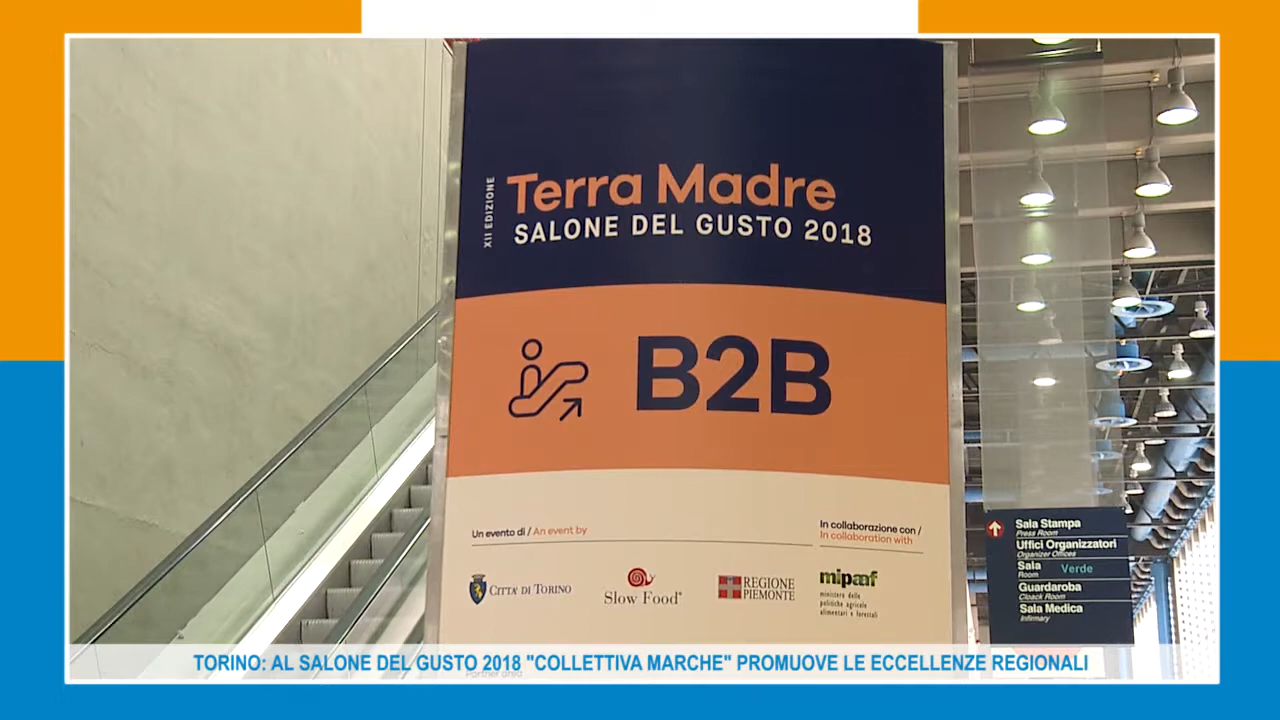 XII EDIZIONE
Terra Madre
SALONE DEL GUSTO 2018
B2B
Un evento di / An event by
In collaborazione con /
In collaboration with
CITTA' DI TORINO
Slow Food®
REGIONE
PIEMONTE
mipaaf
ministero delle
politiche agricole
alimentari e forestali
Sala Stampa
Press Room
Uffici Organizzatori
Organizer Offices
Sala Verde
Room
Guardaroba
Cloack Room
Sala Medica
Infirmary
TORINO: AL SALONE DEL GUSTO 2018 "COLLETTIVA MARCHE" PROMUOVE LE ECCELLENZE REGIONALI
Partner area